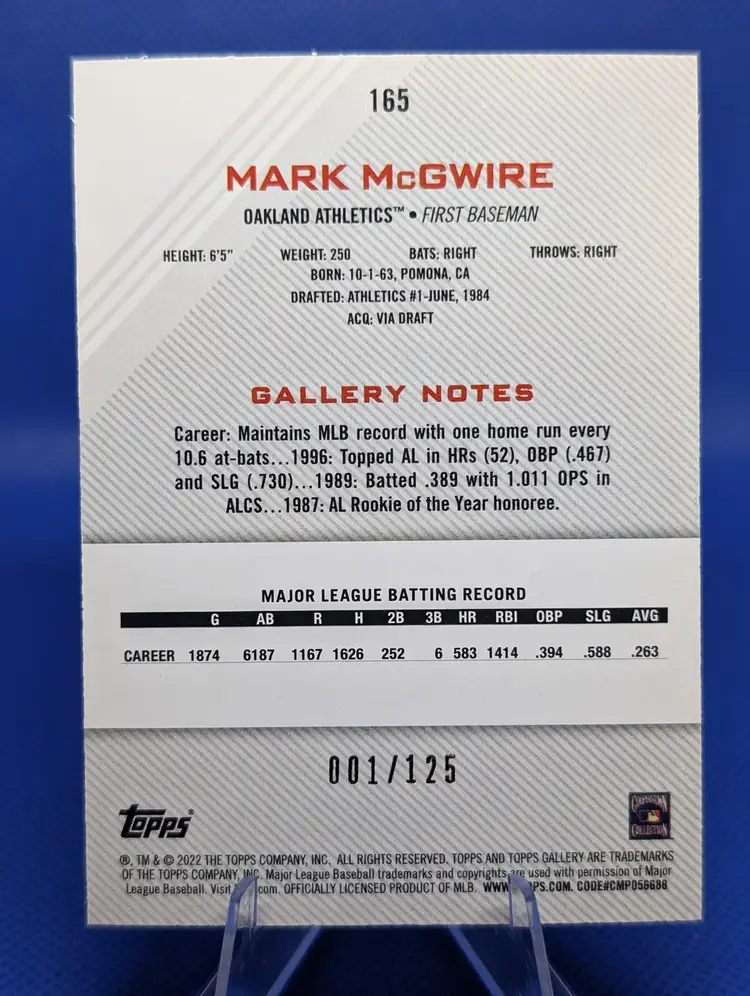 165
MARK McGWIRE
OAKLAND ATHLETICS™ • FIRST BASEMAN
HEIGHT: 6'5" WEIGHT: 250 BATS: RIGHT THROWS: RIGHT
BORN: 10-1-63, POMONA, CA
DRAFTED: ATHLETICS #1-JUNE, 1984
ACQ: VIA DRAFT
GALLERY NOTES
Career: Maintains MLB record with one home run every
10.6 at-bats...1996: Topped AL in HRs (52), OBP (.467)
and SLG (.730)...1989: Batted .389 with 1.011 OPS in
ALCS...1987: AL Rookie of the Year honoree.
MAJOR LEAGUE BATTING RECORD
G AB R H 2B 3B HR RBI OBP SLG AVG
CAREER 1874 6187 1167 1626 252 6 583 1414 .394 .588 .263
001/125
TOPPS®
COOPERSTOWN
COLLECTION
®, TM & © 2022 THE TOPPS COMPANY, INC. ALL RIGHTS RESERVED. TOPPS AND TOPPS GALLERY ARE TRADEMARKS
OF THE TOPPS COMPANY, INC. Major League Baseball trademarks and copyrights are used with permission of Major
League Baseball. Visit .com. OFFICIALLY LICENSED PRODUCT OF MLB. WWW. PS.COM. CODE#CMP056688